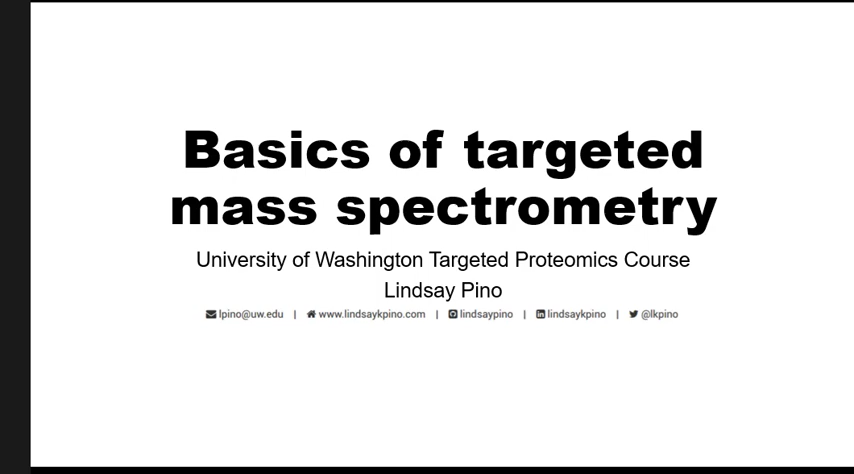 Basics of targeted
mass spectrometry
University of Washington Targeted Proteomics Course
Lindsay Pino
lpino@uw.edu | www.lindsaykpino.com | lindsaypino | lindsaykpino | @lkpino